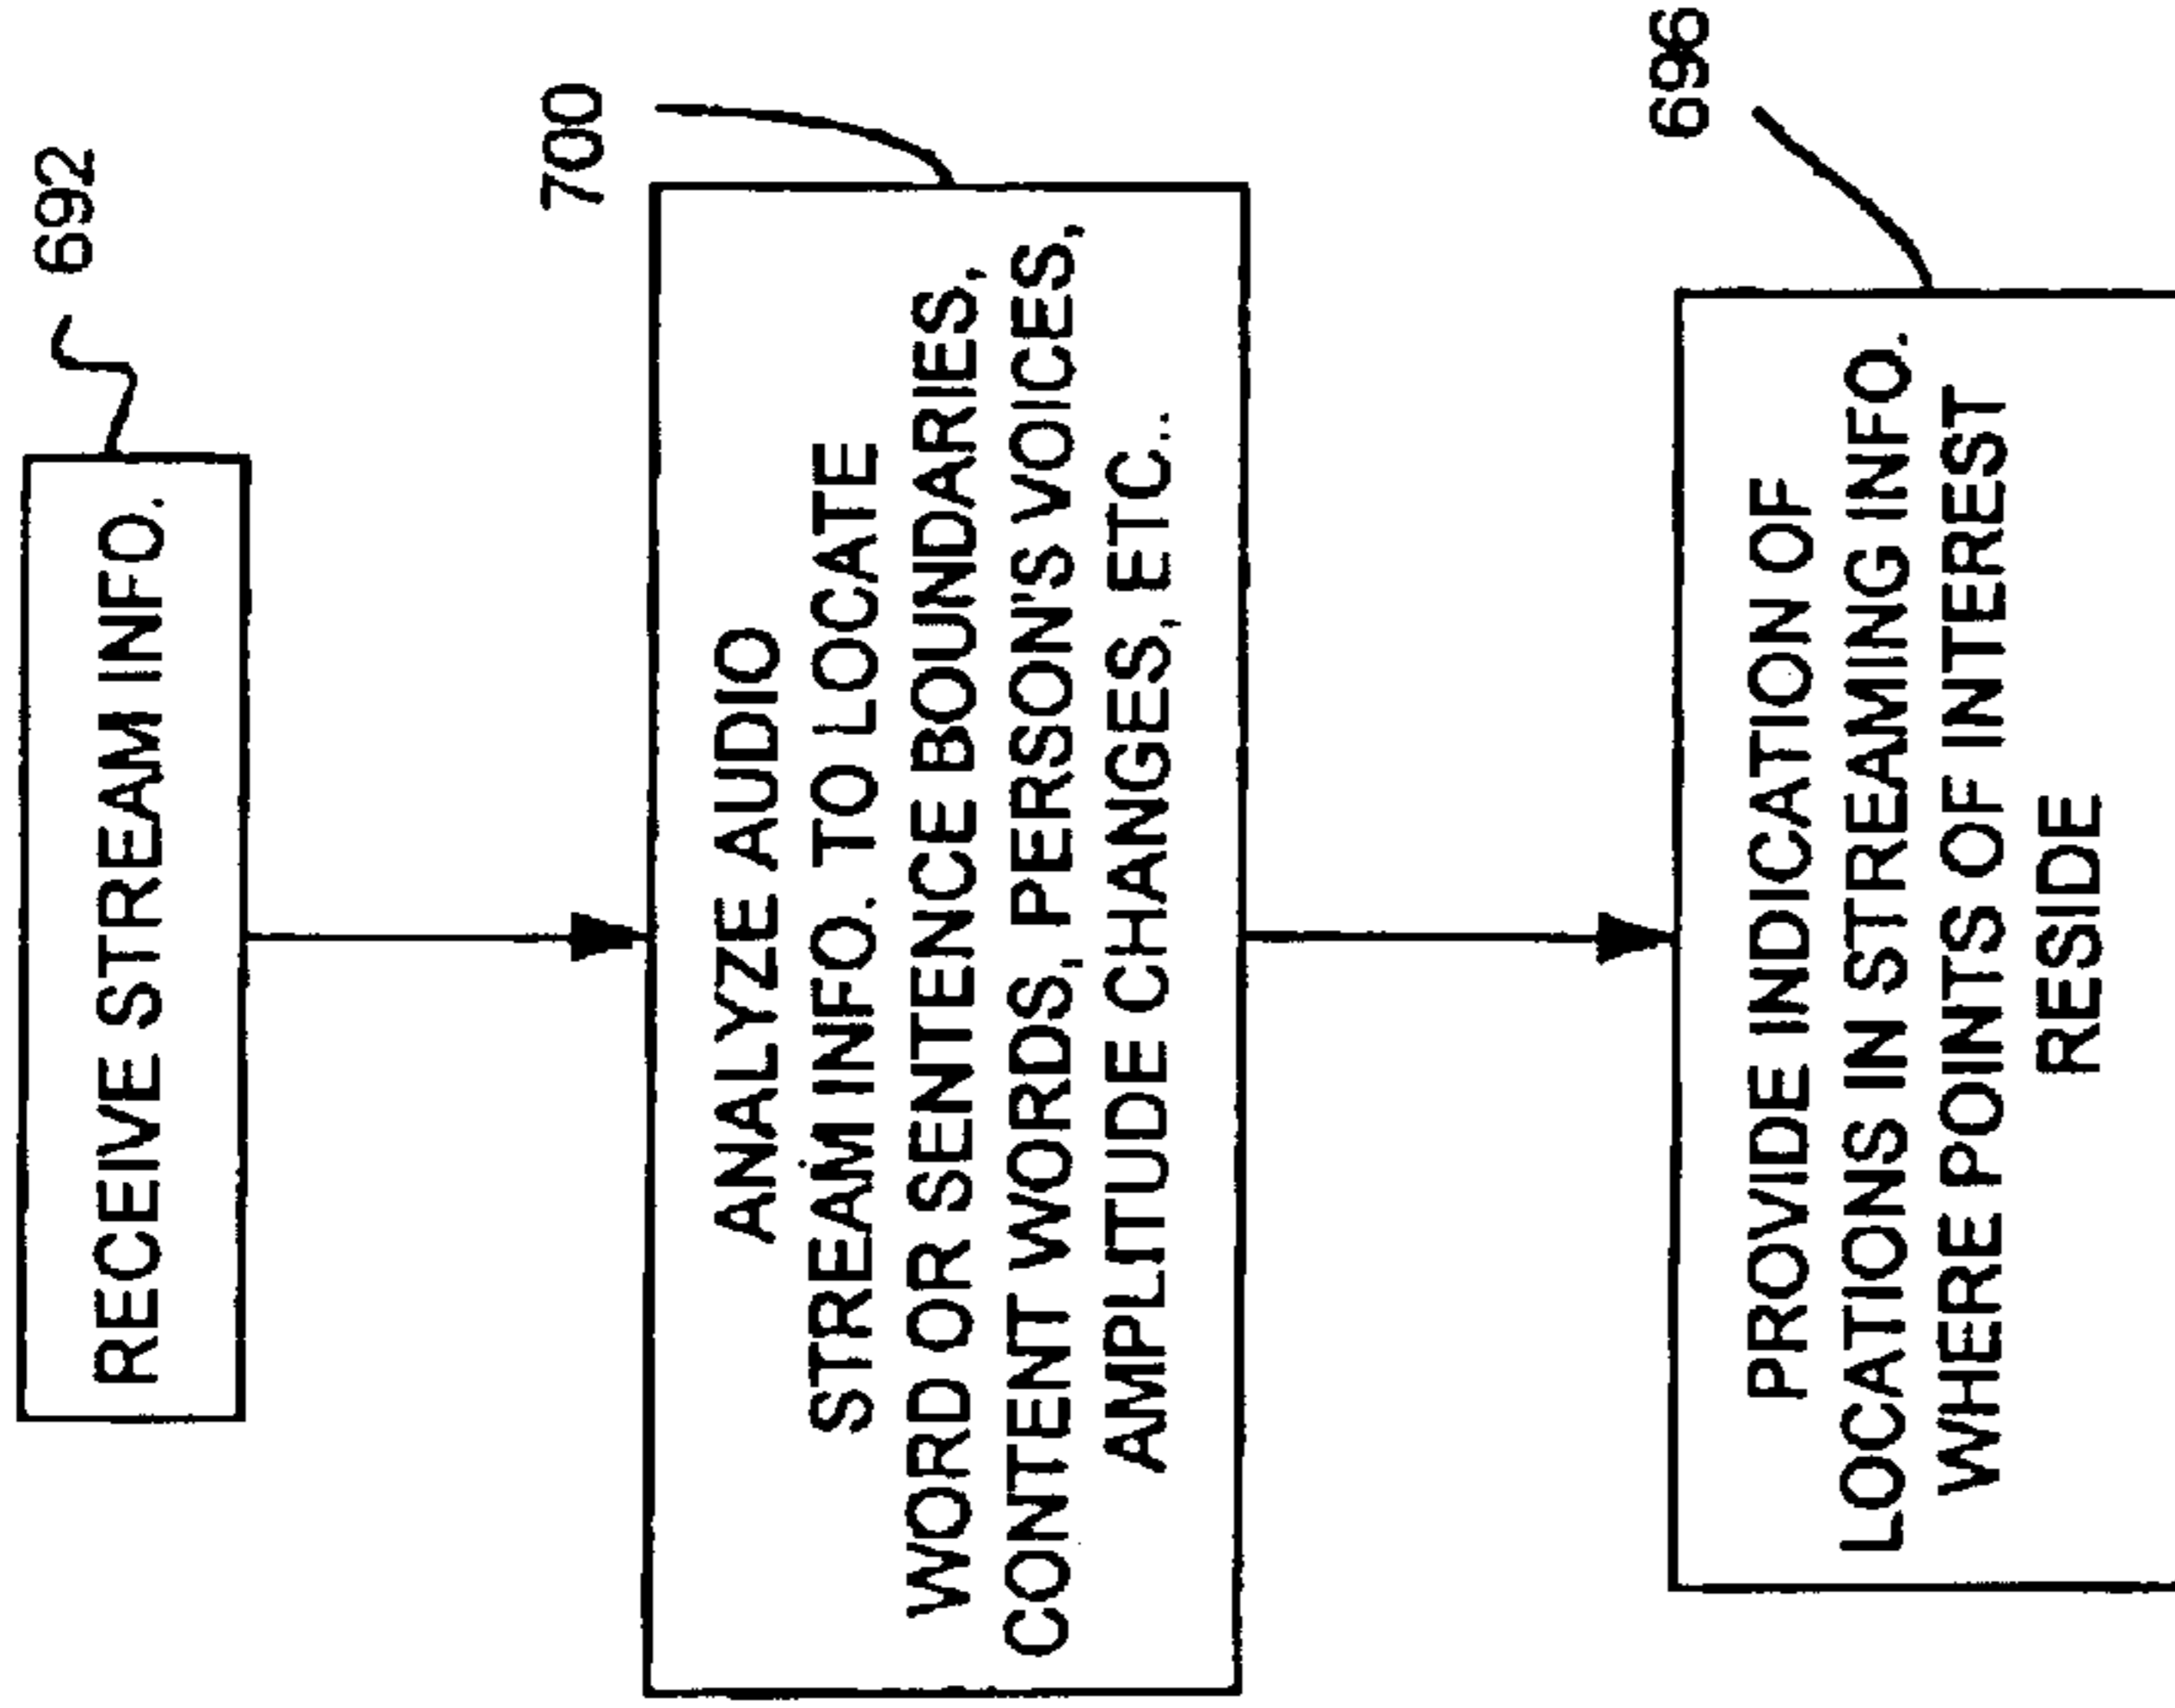 692
RECEIVE STREAM INFO.
700
ANALYZE AUDIO
STREAM INFO. TO LOCATE
WORD OR SENTENCE BOUNDARIES,
CONTENT WORDS, PERSON'S VOICES,
AMPLITUDE CHANGES, ETC..
696
PROVIDE INDICATION OF
LOCATIONS IN STREAMING INFO.
WHERE POINTS OF INTEREST
RESIDE